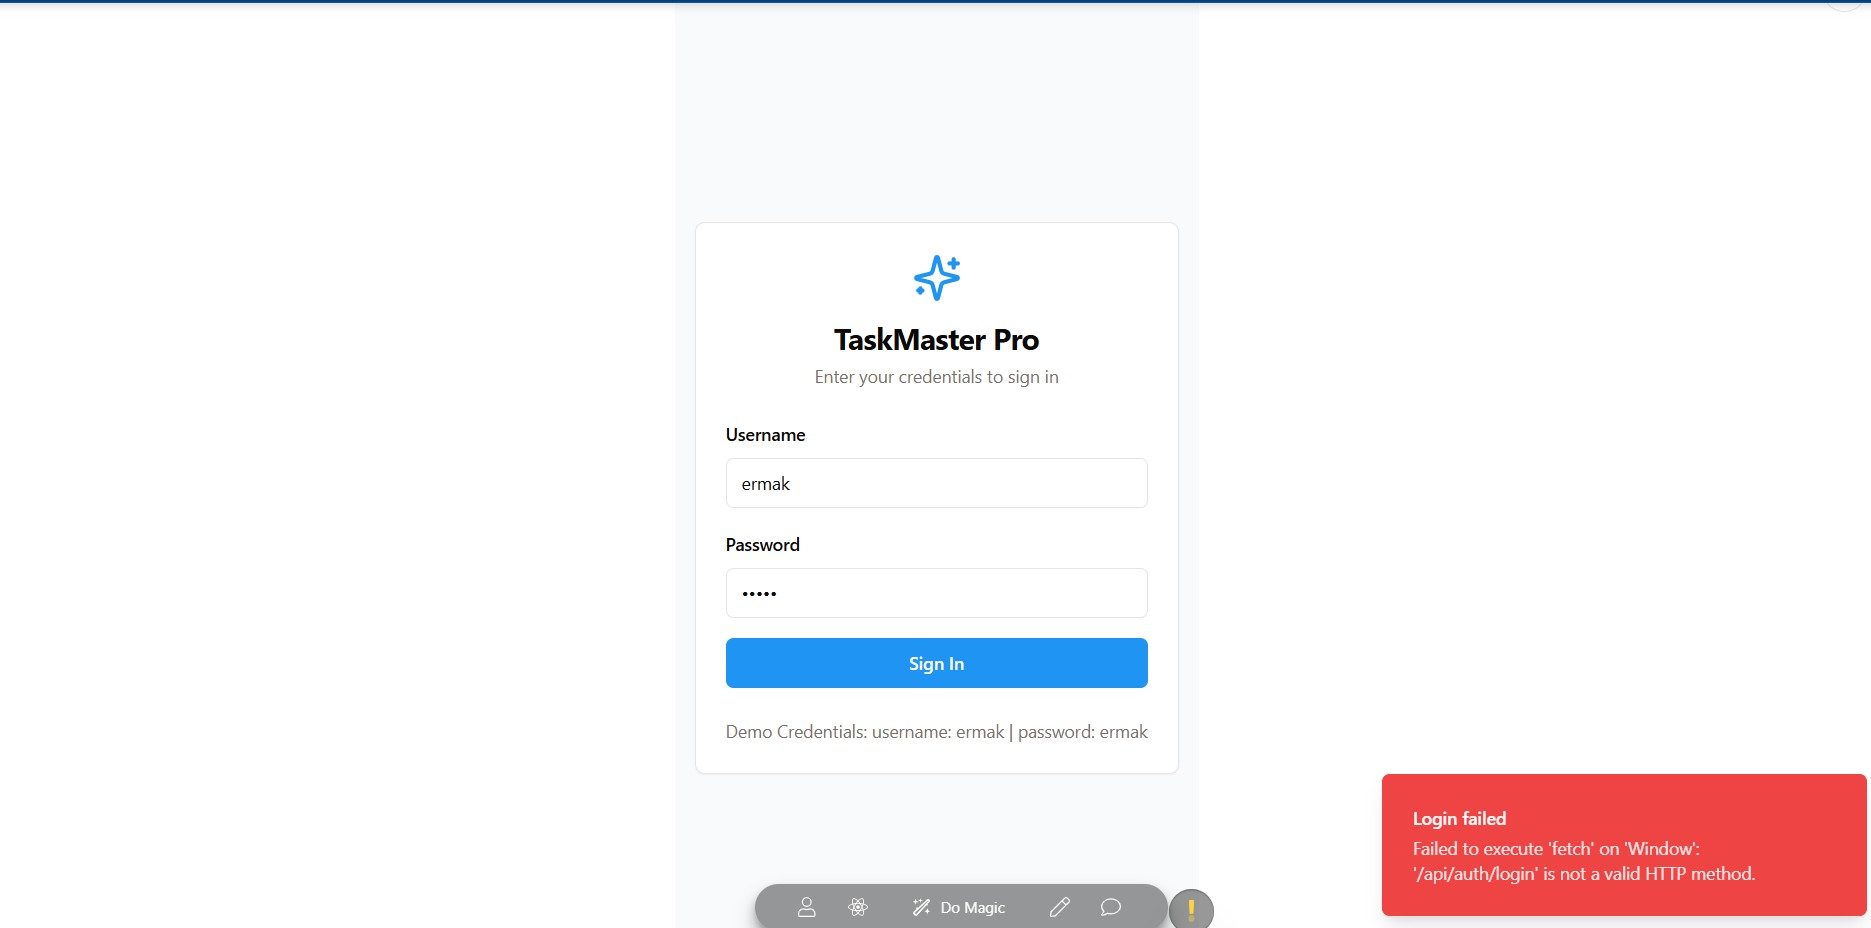 TaskMaster Pro
Enter your credentials to sign in
Username
ermak
Password
•••••
Sign In
Demo Credentials: username: ermak | password: ermak
Login failed
Failed to execute 'fetch' on 'Window':
'/api/auth/login' is not a valid HTTP method.
Do Magic